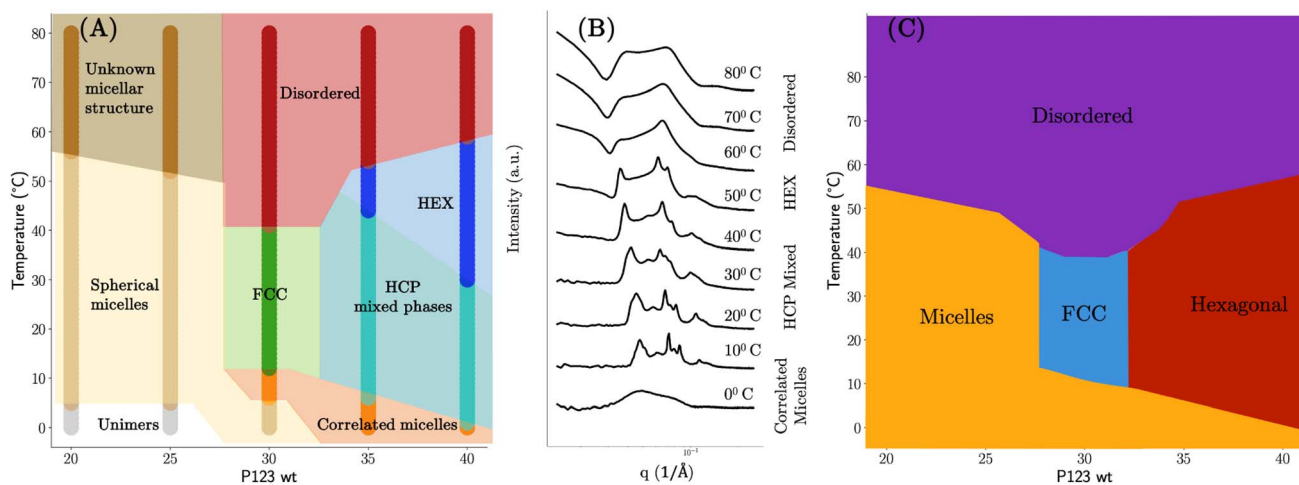 (A)
80
70
60
50
40
30
20
10
0
Temperature (°C)
Unknown
micellar
structure
Disordered
HEX
Spherical
micelles
FCC
HCP
mixed phases
Unimers
Correlated micelles
20
25
30
35
40
P123 wt
(B)
Intensity (a.u.)
80⁰ C
70⁰ C
60⁰ C
50⁰ C
40⁰ C
30⁰ C
20⁰ C
10⁰ C
0⁰ C
Disordered
HEX
HCP Mixed
Correlated
Micelles
10⁻¹
q (1/Å)
(C)
80
70
60
50
40
30
20
10
0
Temperature (°C)
Disordered
Micelles
FCC
Hexagonal
20
25
30
35
40
P123 wt